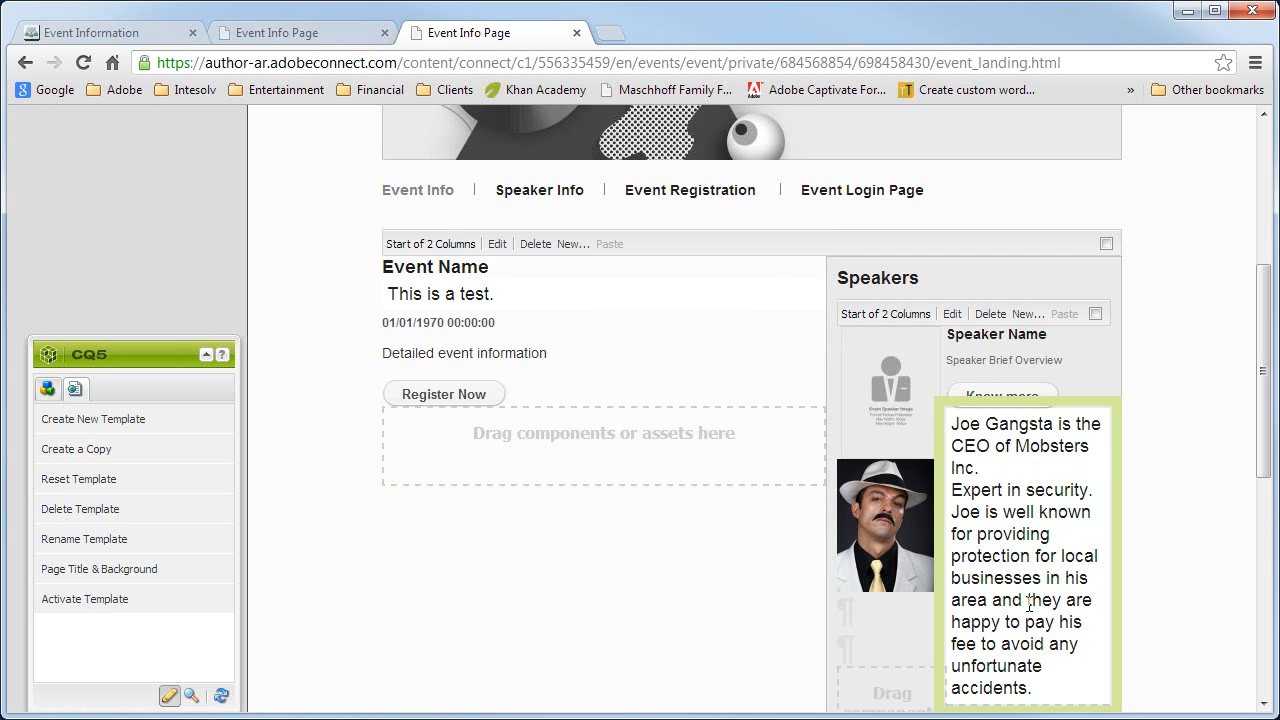 Event Information
Event Info Page
Event Info Page
https://author-ar.adobeconnect.com/content/connect/c1/556335459/en/events/event/private/684568854/698458430/event_landing.html
Google
Adobe
Integiv
Entertainment
Financial
Clients
Khan Academy
Maschhoff Family F...
Adobe Captivate For...
Create custom word...
»
Other bookmarks
Event Info
Speaker Info
Event Registration
Event Login Page
Start of 2 Columns Edit Delete New... Paste
Event Name
This is a test.
01/01/1970 00:00:00
Detailed event information
Register Now
Drag components or assets here
Speakers
Start of 2 Columns Edit Delete New... Paste
Speaker Name
Speaker Brief Overview
Know more
Event Speaker Image
Joe Gangsta is the
CEO of Mobsters
Inc.
Expert in security.
Joe is well known
for providing
protection for local
businesses in his
area and they are
happy to pay his
fee to avoid any
unfortunate
accidents.
Drag
CQ5
?
Create New Template
Create a Copy
Reset Template
Delete Template
Rename Template
Page Title & Background
Activate Template